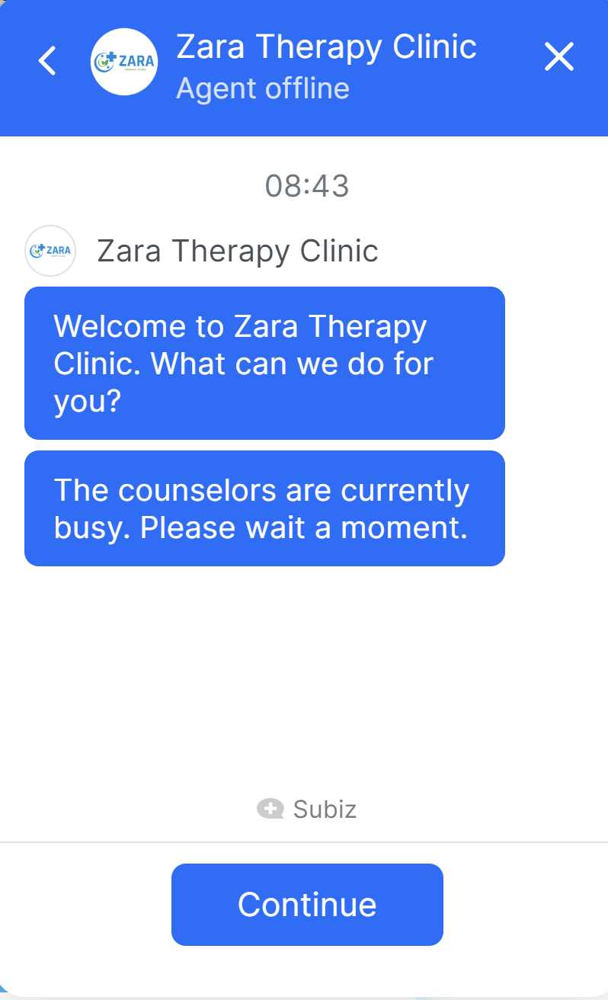 ZARA
Zara Therapy Clinic
Agent offline
08:43
ZARA
Zara Therapy Clinic
Welcome to Zara Therapy
Clinic. What can we do for
you?
The counselors are currently
busy. Please wait a moment.
Subiz
Continue